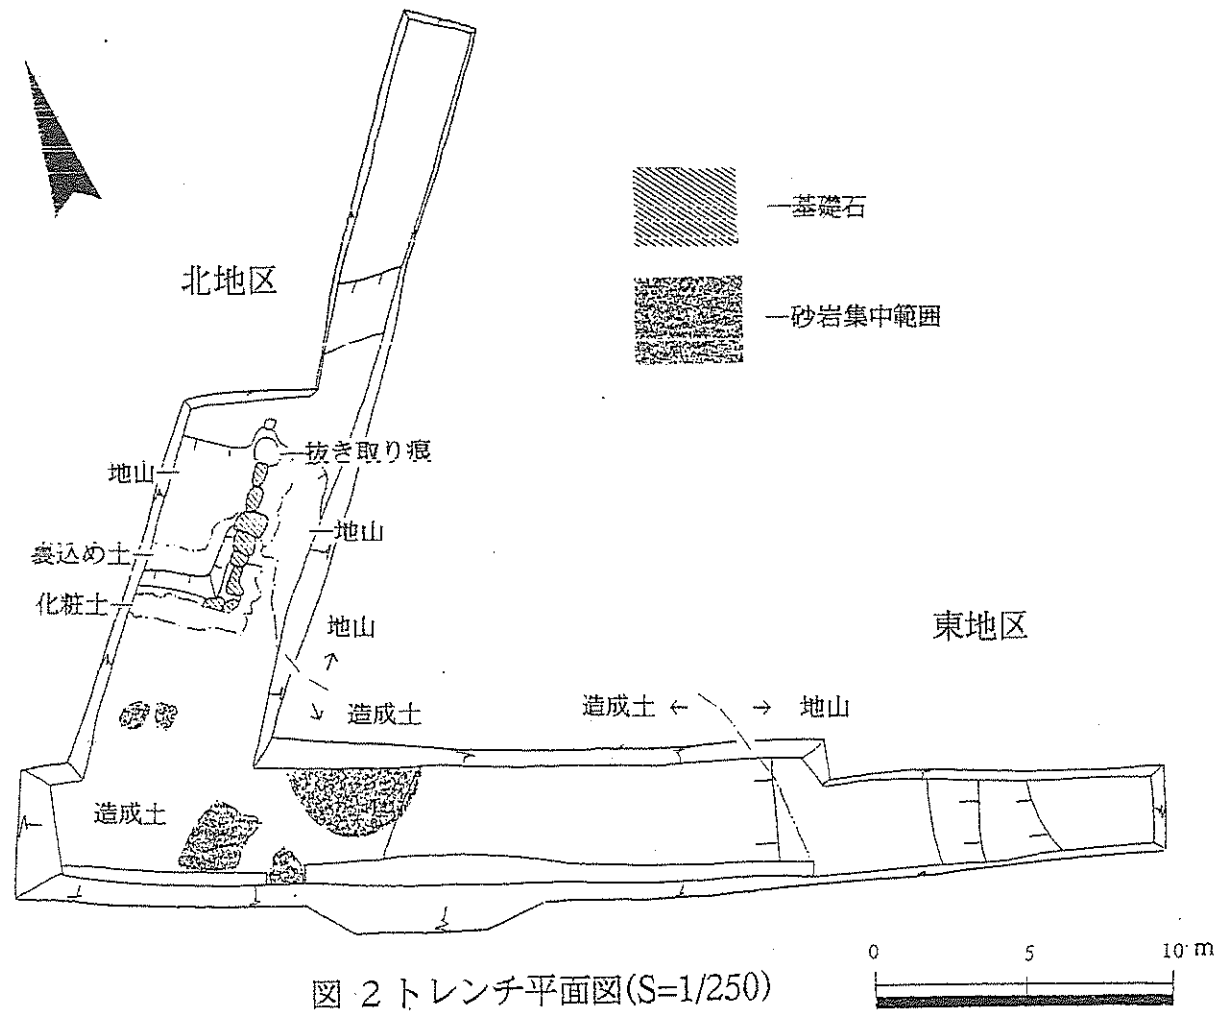 基礎石
北地区
砂岩集中範囲
抜き取り痕
地山
地山
裏込め土
化粧土
地山
東地区
造成土
造成土
地山
造成土
0 5 10 m
図 2 トレンチ平面図(S=1/250)